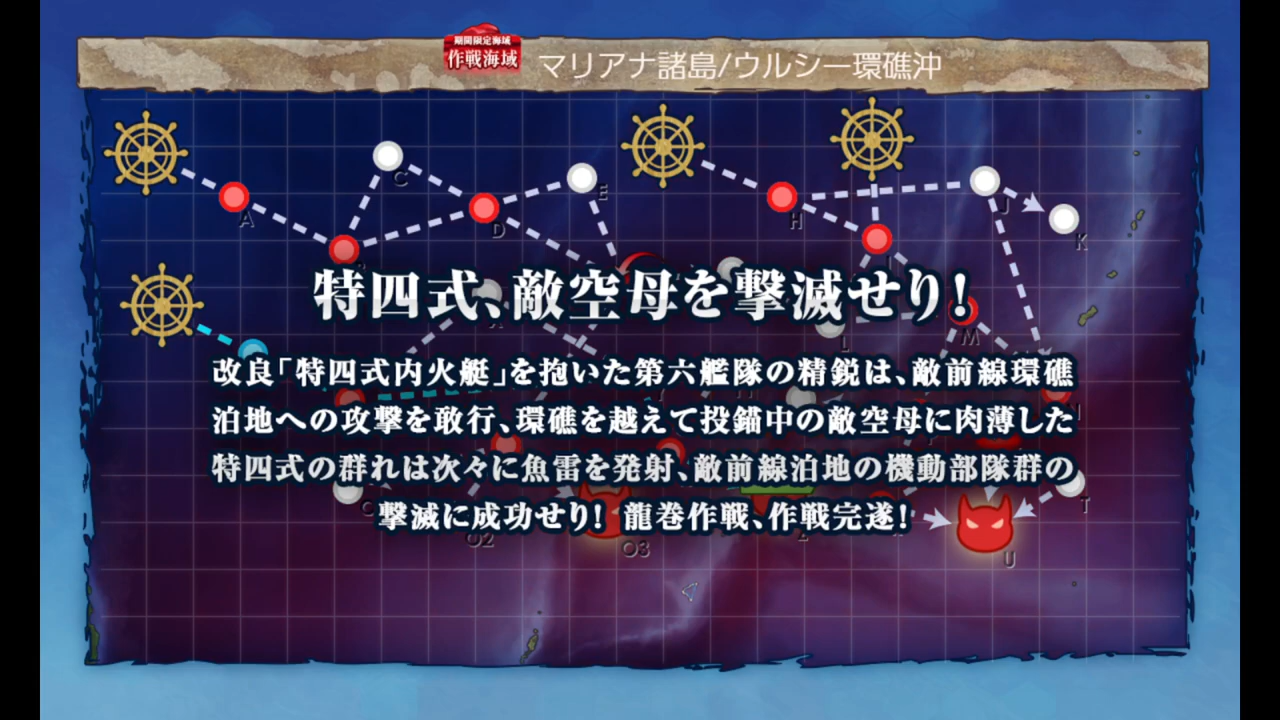 期間限定海域
作戦海域
マリアナ諸島/ウルシー環礁沖
C
E
A
D
H
J
K
特四式、敵空母を撃滅せり!
L
M
改良「特四式内火艇」を抱いた第六艦隊の精鋭は、敵前線環礁
泊地への攻撃を敢行、環礁を越えて投錨中の敵空母に肉薄した
特四式の群れは次々に魚雷を発射、敵前線泊地の機動部隊群の
撃滅に成功せり! 龍巻作戦、作戦完遂!
T
O2
O3
U